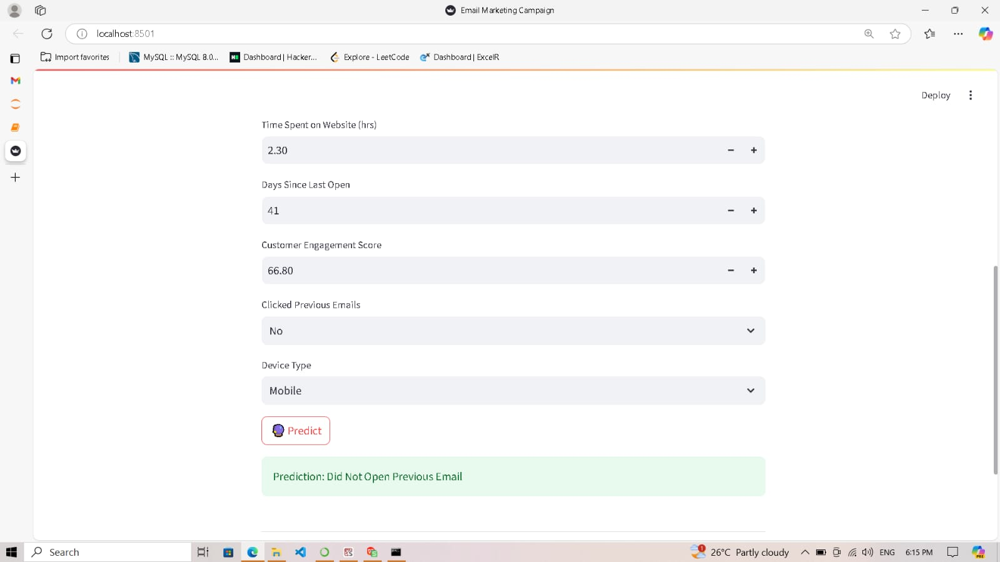 Email Marketing Campaign
localhost:8501
Import favorites
MySQL :: MySQL 8.0...
Dashboard | Hacker...
Explore - LeetCode
Dashboard | ExcelR
Deploy
Time Spent on Website (hrs)
2.30
Days Since Last Open
41
Customer Engagement Score
66.80
Clicked Previous Emails
No
Device Type
Mobile
Predict
Prediction: Did Not Open Previous Email
Search
1
26°C Partly cloudy
ENG
6:15 PM
PRE